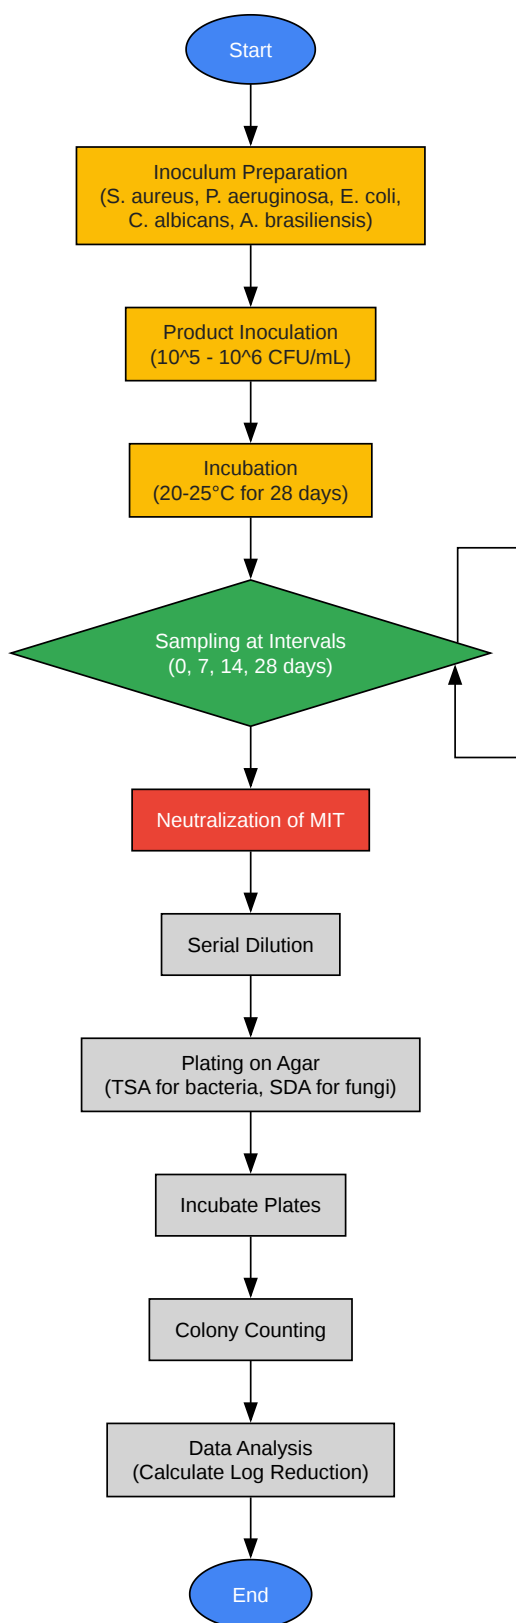 Start
Inoculum Preparation
(S. aureus, P. aeruginosa, E. coli,
C. albicans, A. brasiliensis)
Product Inoculation
(10^5 - 10^6 CFU/mL)
Incubation
(20-25°C for 28 days)
Sampling at Intervals
(0, 7, 14, 28 days)
Neutralization of MIT
Serial Dilution
Plating on Agar
(TSA for bacteria, SDA for fungi)
Incubate Plates
Colony Counting
Data Analysis
(Calculate Log Reduction)
End